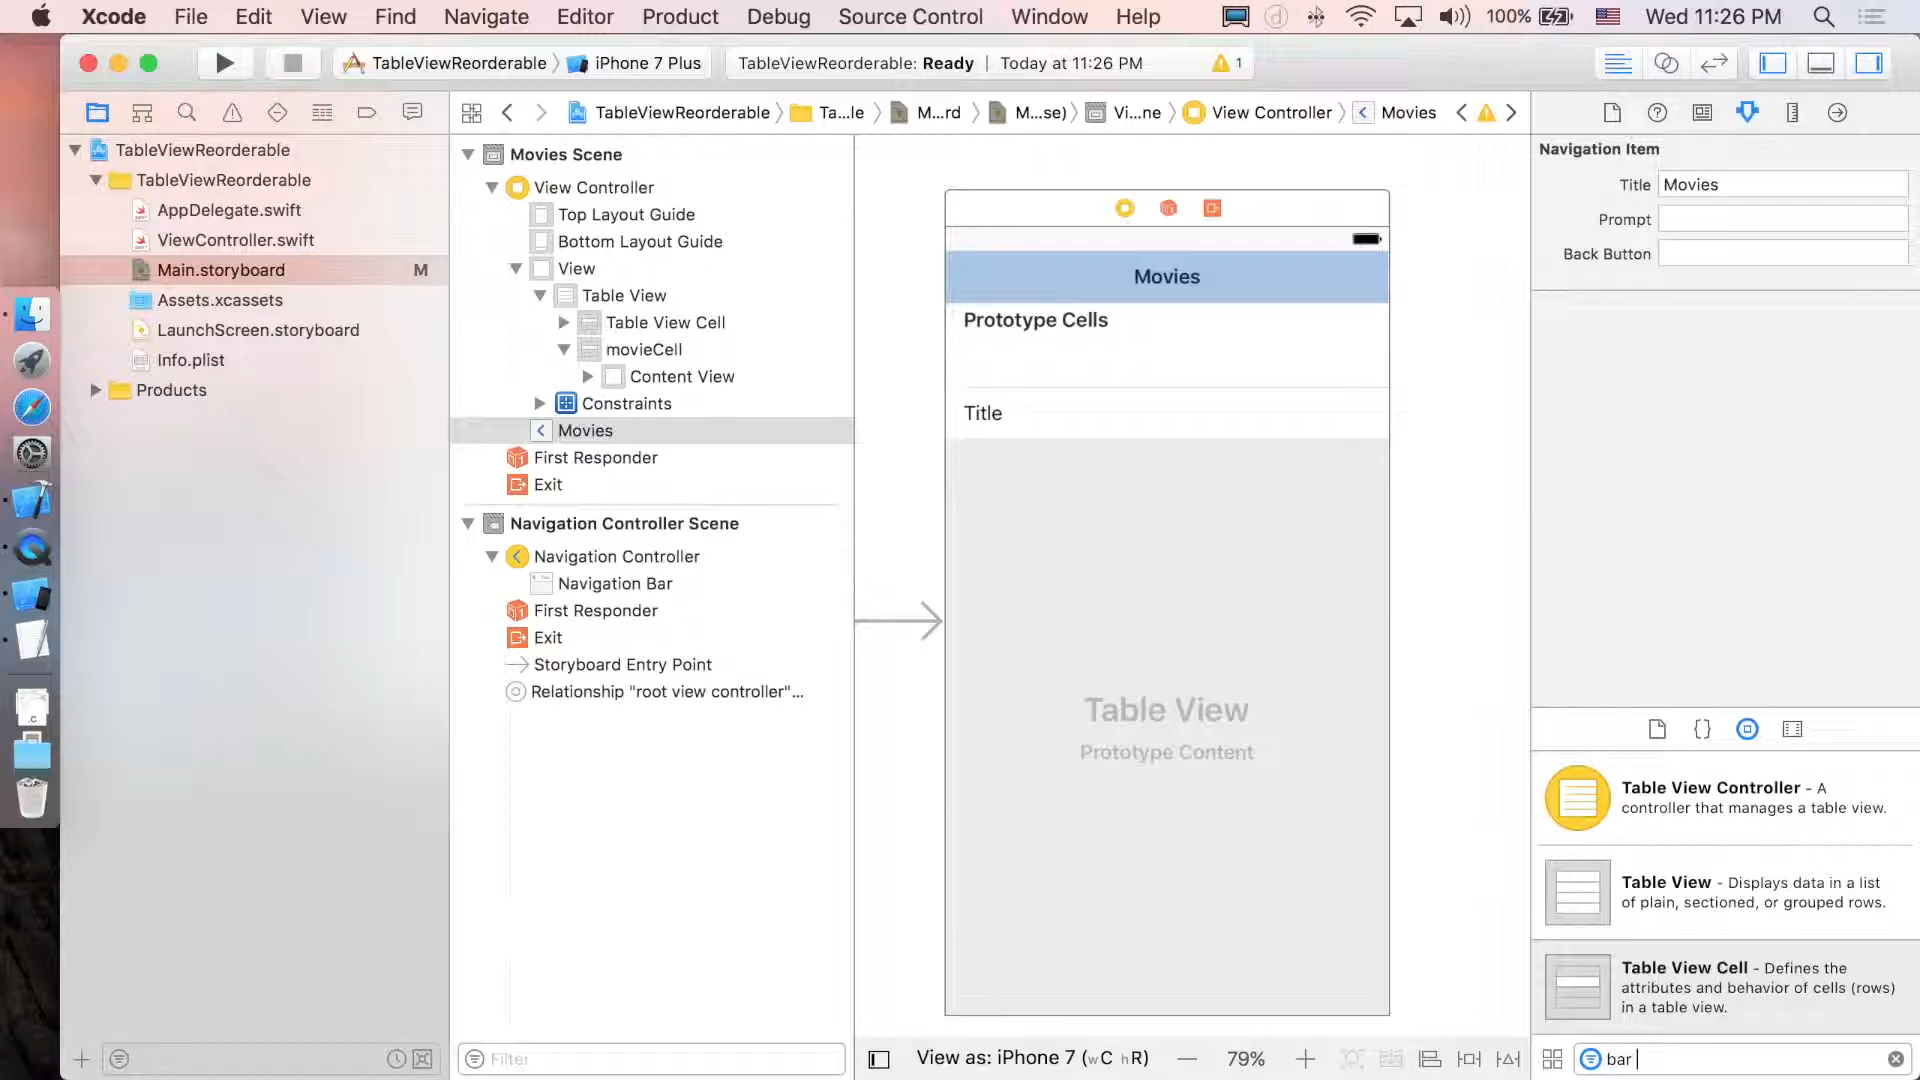 Xcode File Edit View Find Navigate Editor Product Debug Source Control Window Help 100% Wed 11:26 PM
TableViewReorderable iPhone 7 Plus TableViewReorderable: Ready | Today at 11:26 PM 1
TableViewReorderable Ta...le M...rd M...se) Vi...ne View Controller Movies
TableViewReorderable
TableViewReorderable
AppDelegate.swift
ViewController.swift
Main.storyboard M
Assets.xcassets
LaunchScreen.storyboard
Info.plist
Products
Movies Scene
View Controller
Top Layout Guide
Bottom Layout Guide
View
Table View
Table View Cell
movieCell
Content View
Constraints
Movies
First Responder
Exit
Navigation Controller Scene
Navigation Controller
Navigation Bar
First Responder
Exit
Storyboard Entry Point
Relationship "root view controller"...
Filter
Movies
Prototype Cells
Title
Table View
Prototype Content
View as: iPhone 7 (wC hR) 79%
Navigation Item
Title Movies
Prompt
Back Button
Table View Controller - A
controller that manages a table view.
Table View - Displays data in a list
of plain, sectioned, or grouped rows.
Table View Cell - Defines the
attributes and behavior of cells (rows)
in a table view.
bar